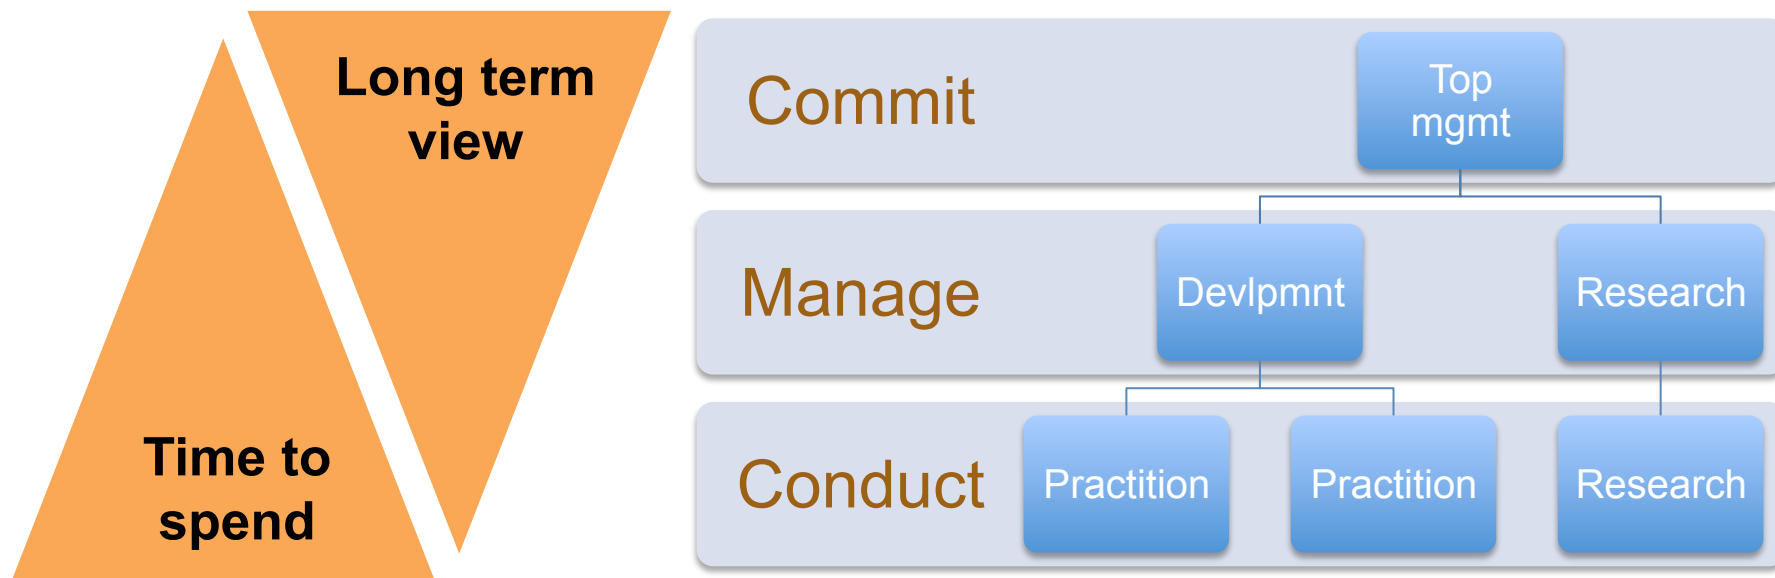 Long term
view
Time to
spend
Commit
Top
mgmt
Manage
Devlpmnt
Research
Conduct
Practition
Practition
Research